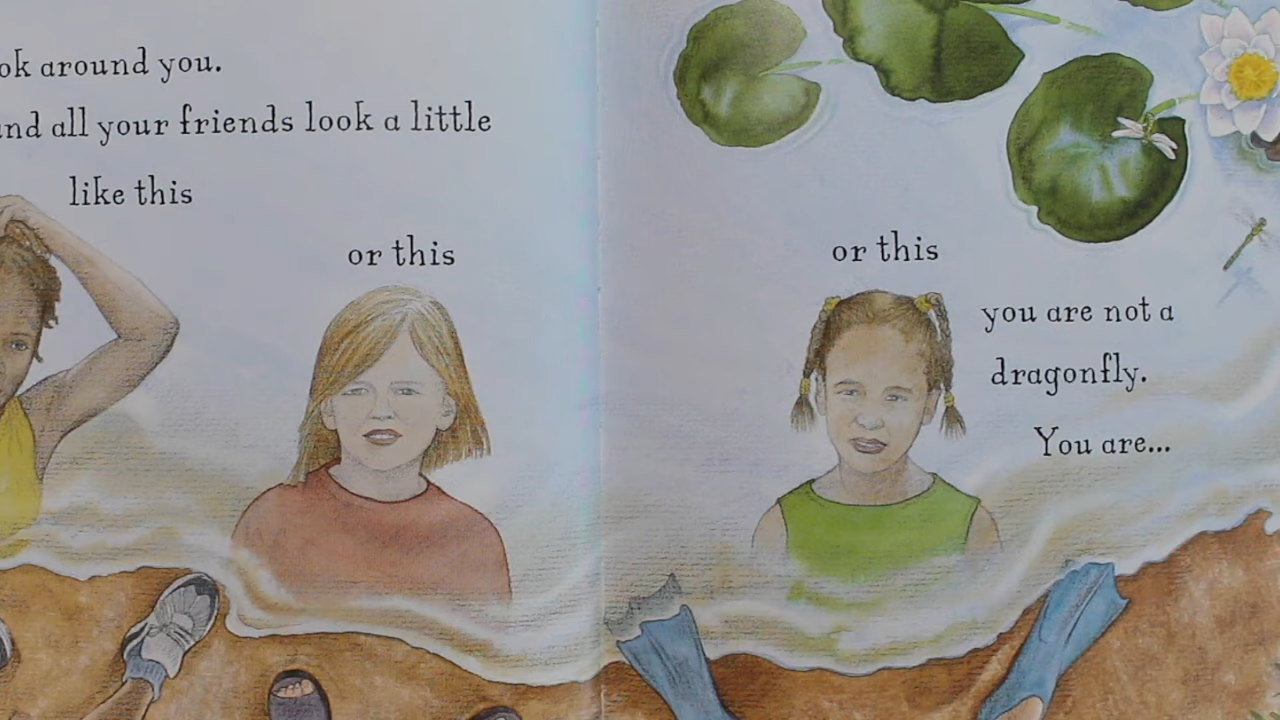 ok around you.
and all your friends look a little
like this
or this
or this
you are not a
dragonfly.
You are...